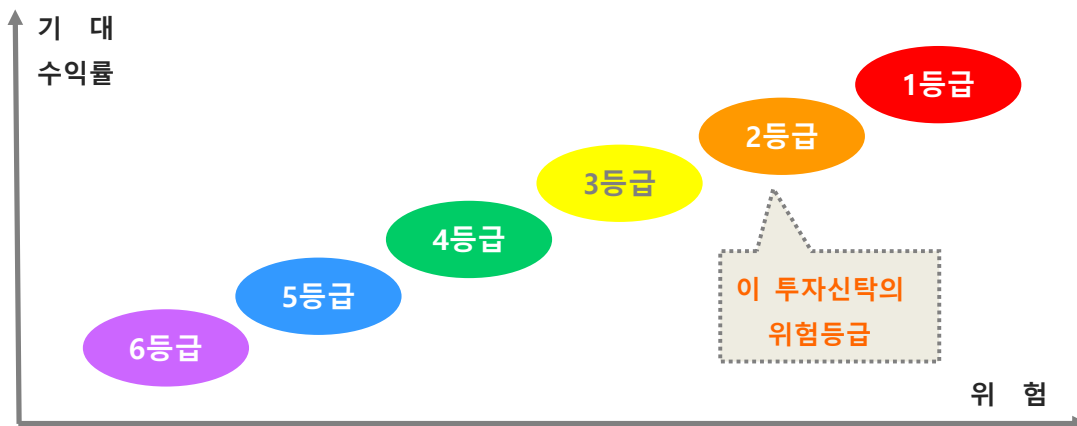 기 대
수익률
1등급
2등급
3등급
4등급
5등급
6등급
이 투자신탁의
위험등급
위 험